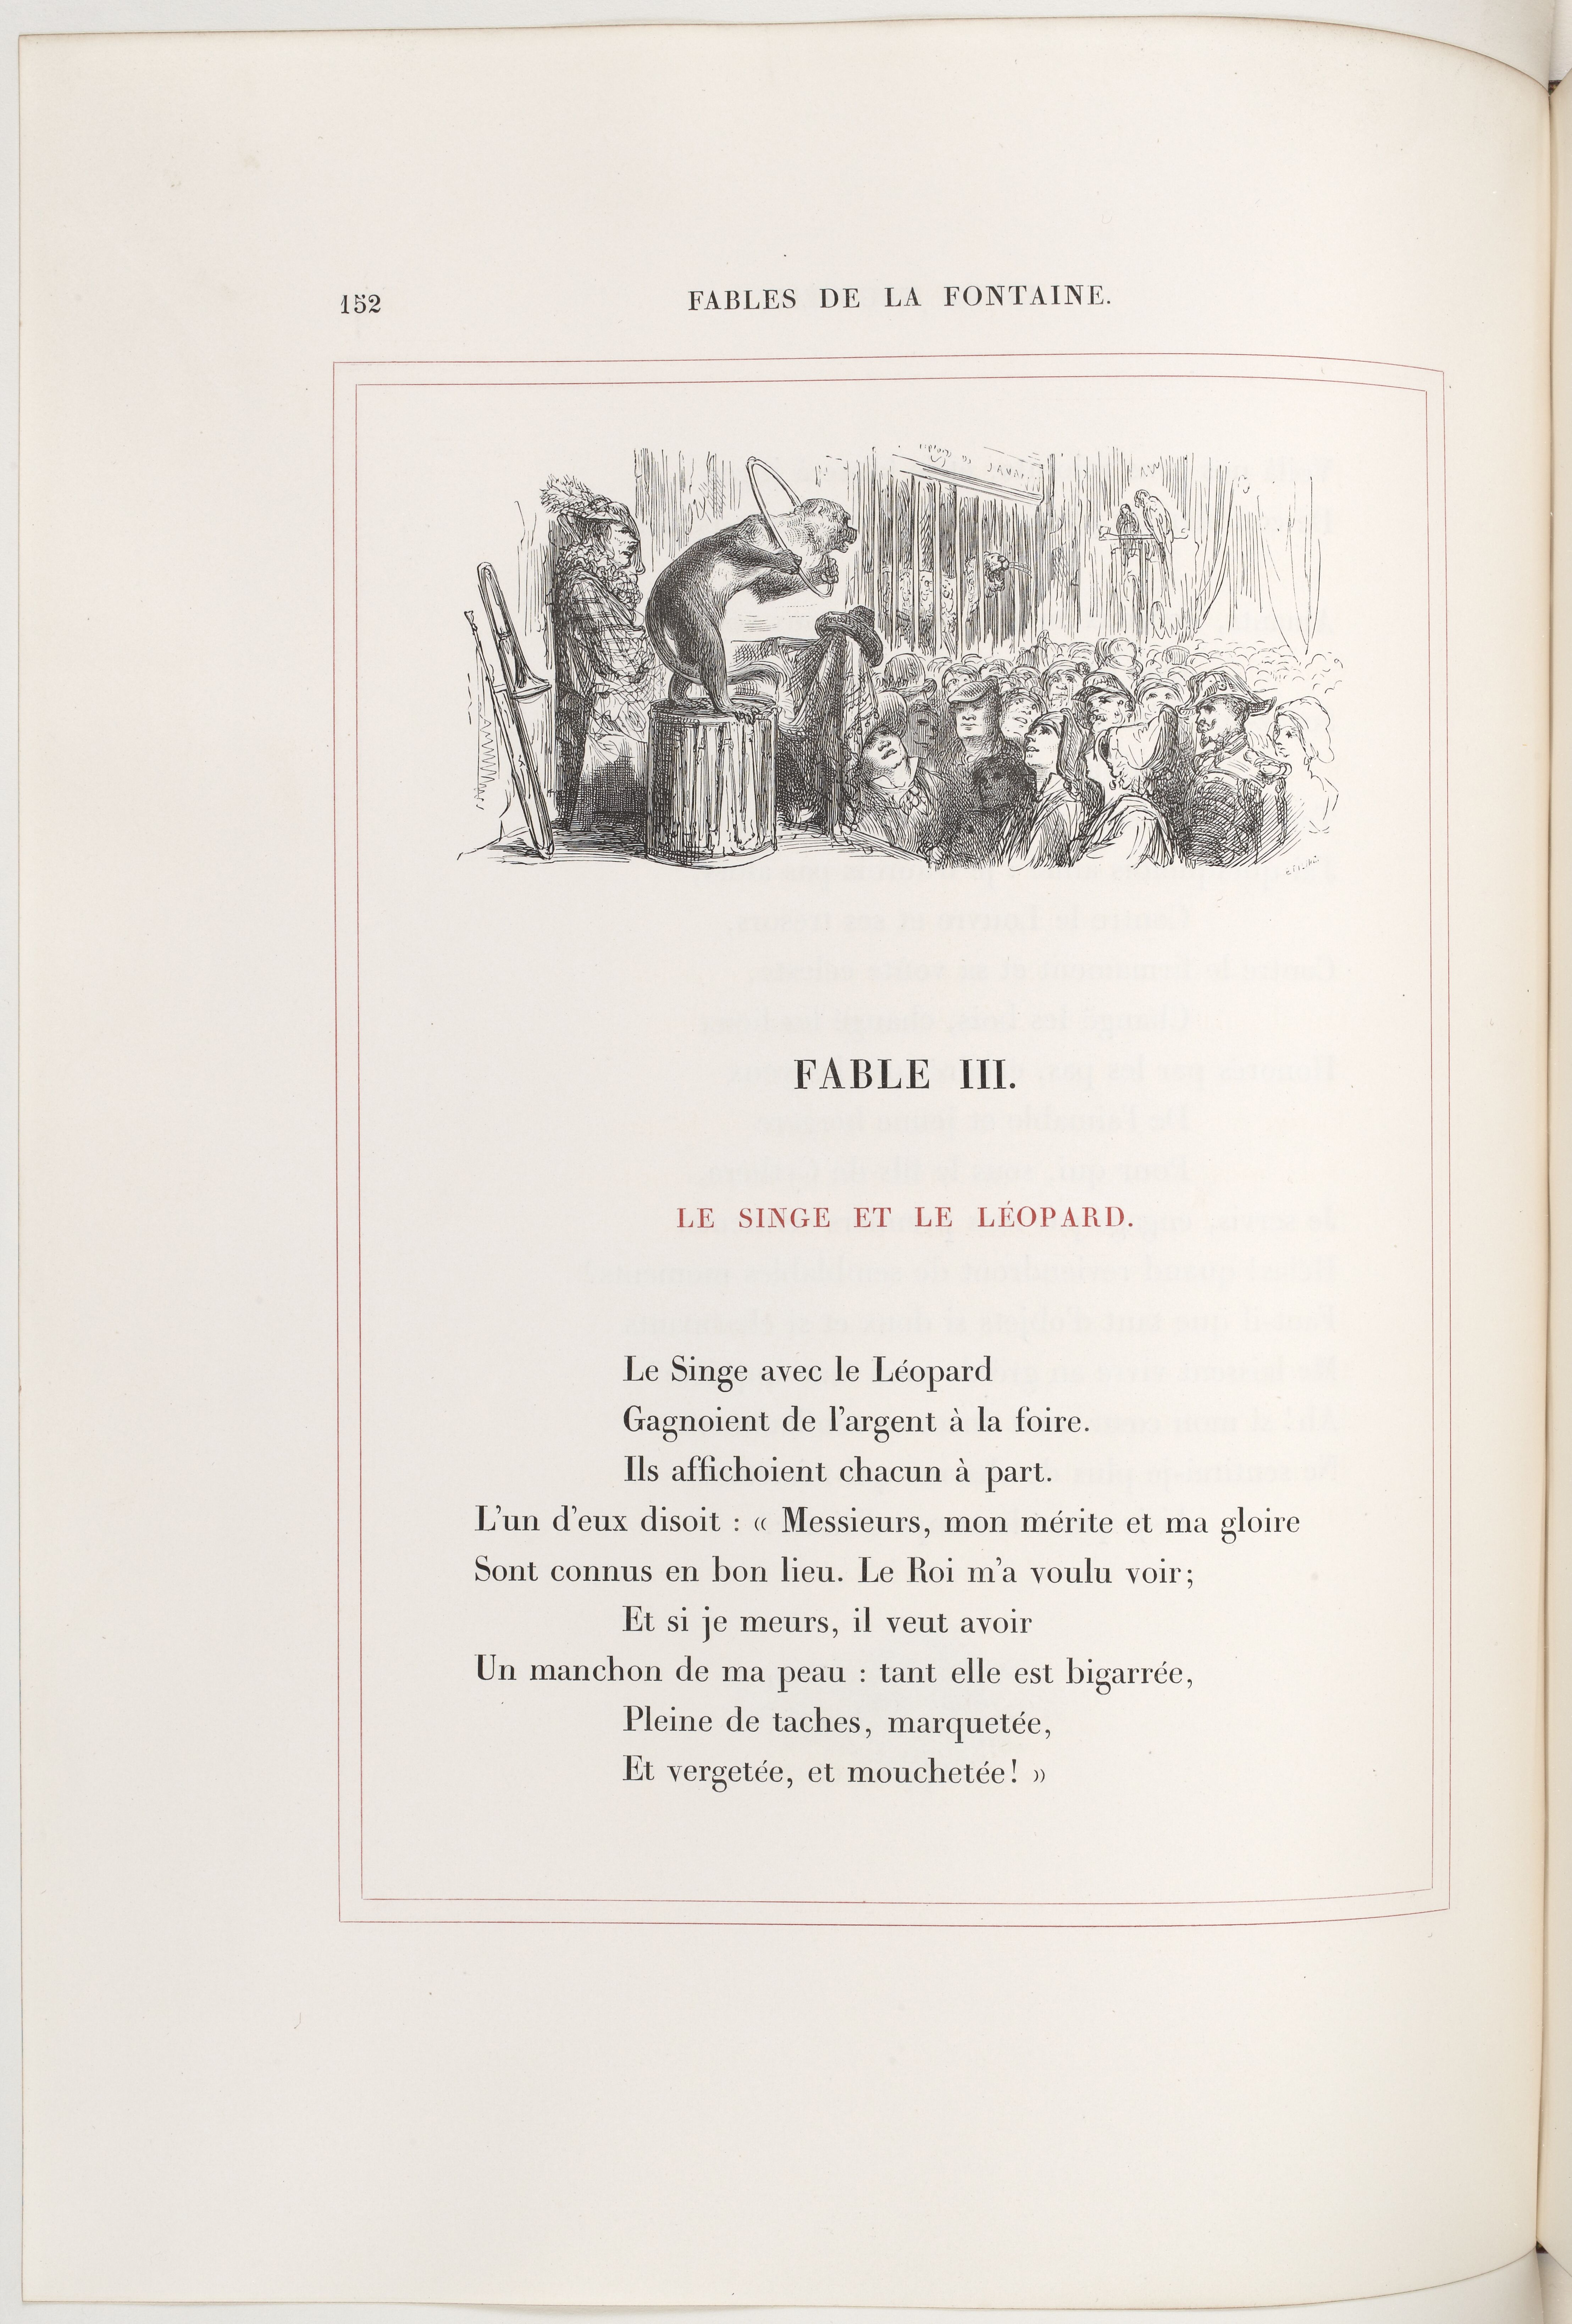 152
FABLES DE LA FONTAINE.
FABLE III.
LE SINGE ET LE LÉOPARD.
Le Singe avec le Léopard
Gagnoient de l'argent à la foire.
Ils affichoient chacun à part.
L'un d'eux disoit : « Messieurs, mon mérite et ma gloire
Sont connus en bon lieu. Le Roi m'a voulu voir;
Et si je meurs, il veut avoir
Un manchon de ma peau : tant elle est bigarrée,
Pleine de taches, marquetée,
Et vergetée, et mouchetée! »